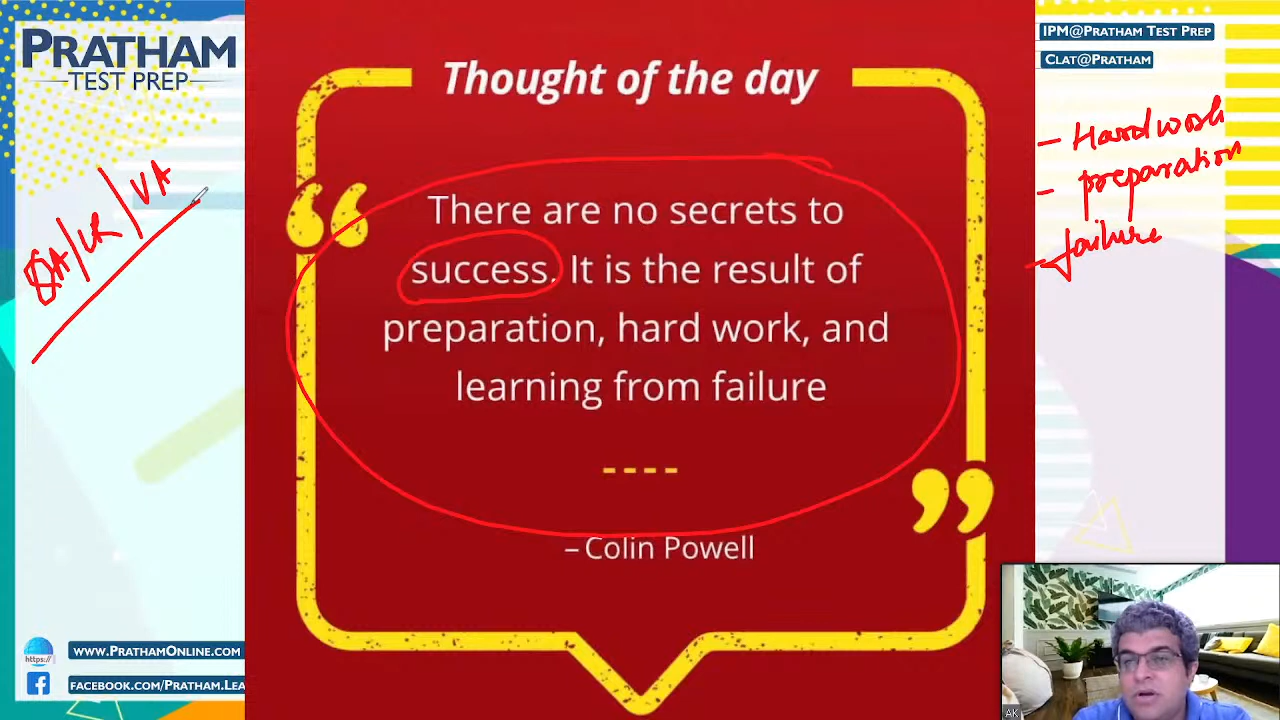 PRATHAM
TEST PREP
IPM@PRATHAM TEST PREP
CLAT@PRATHAM
Thought of the day
“
There are no secrets to
success. It is the result of
preparation, hard work, and
learning from failure
----
”
– Colin Powell
- Hardwork
- preparation
- failure
QA/LR/VA
https://
WWW.PRATHAMONLINE.COM
FACEBOOK.COM/PRATHAM.LEA
AK